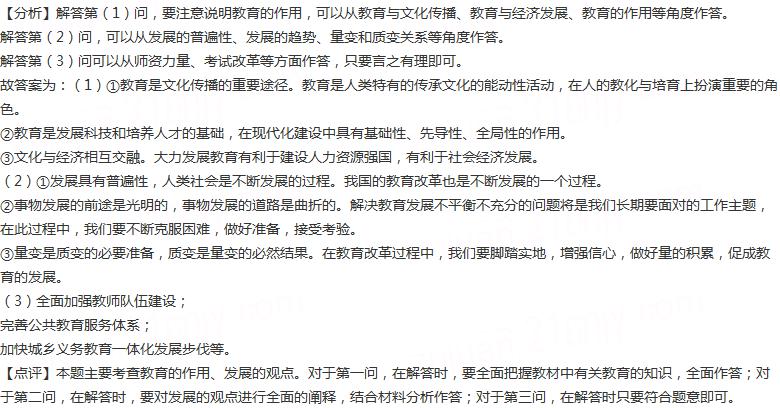 【分析】解答第（1）问，要注意说明教育的作用，可以从教育与文化传播、教育与经济发展、教育的作用等角度作答。
解答第（2）问，可以从发展的普遍性、发展的趋势、量变和质变关系等角度作答。
解答第（3）问可以从师资力量、考试改革等方面作答，只要言之有理即可。
故答案为：（1）①教育是文化传播的重要途径。教育是人类特有的传承文化的能动性活动，在人的教化与培育上扮演重要的角
色。
②教育是发展科技和培养人才的基础，在现代化建设中具有基础性、先导性、全局性的作用。
③文化与经济相互交融。大力发展教育有利于建设人力资源强国，有利于社会经济发展。
（2）①发展具有普遍性，人类社会是不断发展的过程。我国的教育改革也是不断发展的一个过程。
②事物发展的前途是光明的，事物发展的道路是曲折的。解决教育发展不平衡不充分的问题将是我们长期要面对的工作主题，
在此过程中，我们要不断克服困难，做好准备，接受考验。
③量变是质变的必要准备，质变是量变的必然结果。在教育改革过程中，我们要脚踏实地，增强信心，做好量的积累，促成教
育的发展。
（3）全面加强教师队伍建设；
完善公共教育服务体系；
加快城乡义务教育一体化发展步伐等。
【点评】本题主要考查教育的作用、发展的观点。对于第一问，在解答时，要全面把握教材中有关教育的知识，全面作答；对
于第二问，在解答时，要对发展的观点进行全面的阐释，结合材料分析作答；对于第三问，在解答时只要符合题意即可。